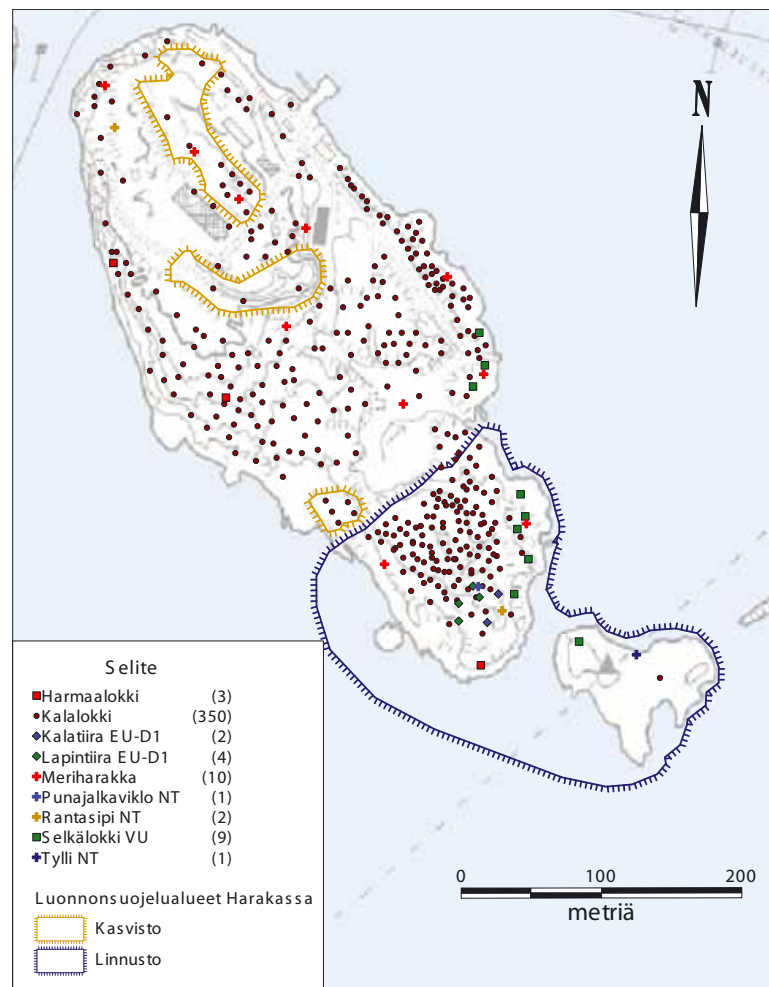 N
Selite
Harmaalokki (3)
Kalalokki (350)
Kalatiira EU-D1 (2)
Lapintiira EU-D1 (4)
Meriharakka (10)
Punajalkaviklo NT (1)
Rantasipi NT (2)
Selkälokki VU (9)
Tylli NT (1)
Luonnonsuojelualueet Harakassa
Kasvisto
Linnusto
0 100 200
metriä